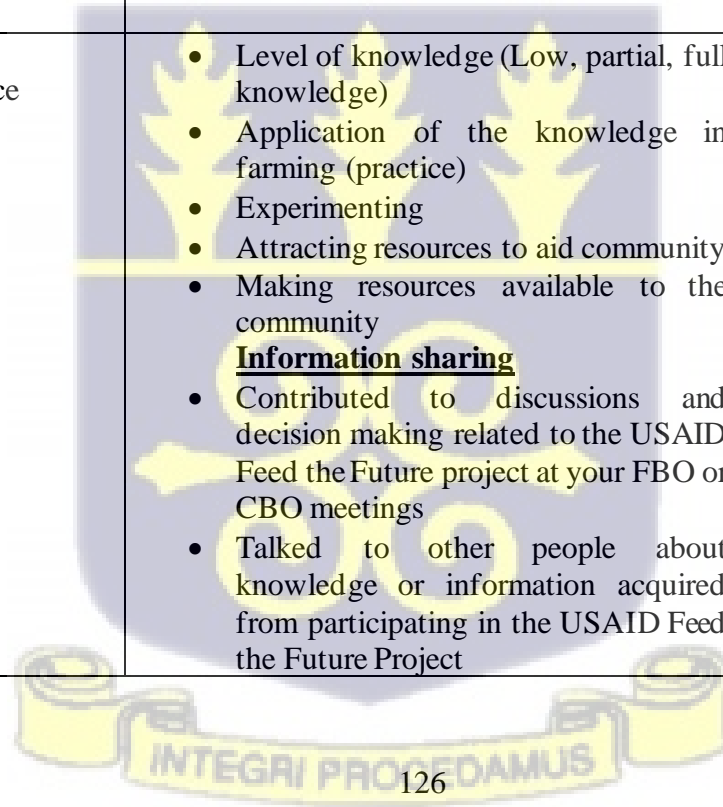 • Level of knowledge (Low, partial, full
ce
knowledge)
• Application of the knowledge in
farming (practice)
• Experimenting
• Attracting resources to aid community
• Making resources available to the
community
Information sharing
• Contributed to discussions and
decision making related to the USAID
Feed the Future project at your FBO or
CBO meetings
• Talked to other people about
knowledge or information acquired
from participating in the USAID Feed
the Future Project
INTEGRI PROCEDAMUS
126